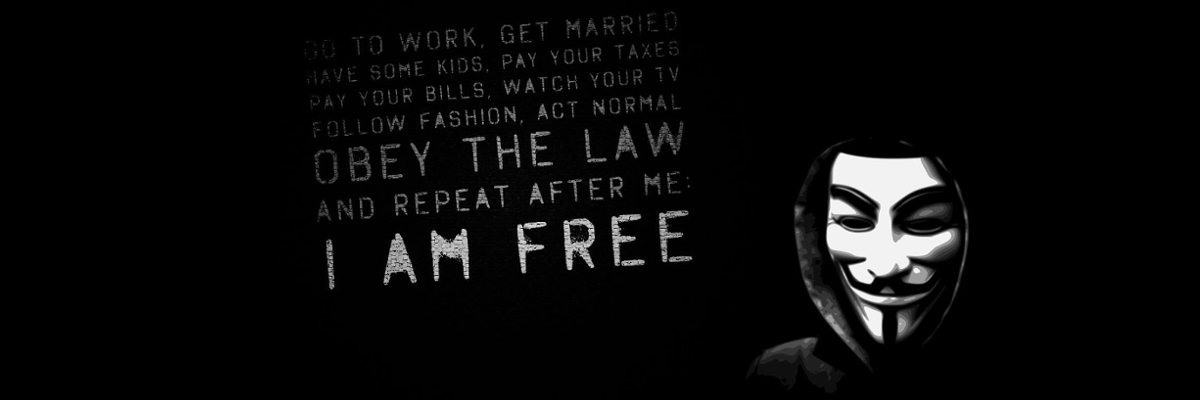 GO TO WORK, GET MARRIED
HAVE SOME KIDS, PAY YOUR TAXES
PAY YOUR BILLS, WATCH YOUR TV
FOLLOW FASHION, ACT NORMAL
OBEY THE LAW
AND REPEAT AFTER ME:
I AM FREE